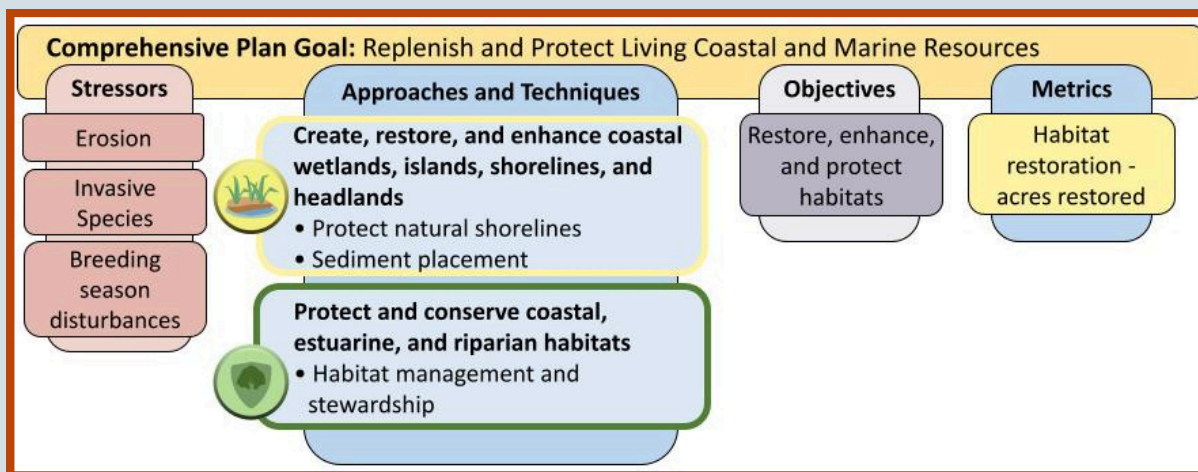 Comprehensive Plan Goal: Replenish and Protect Living Coastal and Marine Resources
Stressors
Erosion
Invasive
Species
Breeding
season
disturbances
Approaches and Techniques
Create, restore, and enhance coastal
wetlands, islands, shorelines, and
headlands
• Protect natural shorelines
• Sediment placement
Protect and conserve coastal,
estuarine, and riparian habitats
• Habitat management and
stewardship
Objectives
Restore, enhance,
and protect
habitats
Metrics
Habitat
restoration -
acres restored